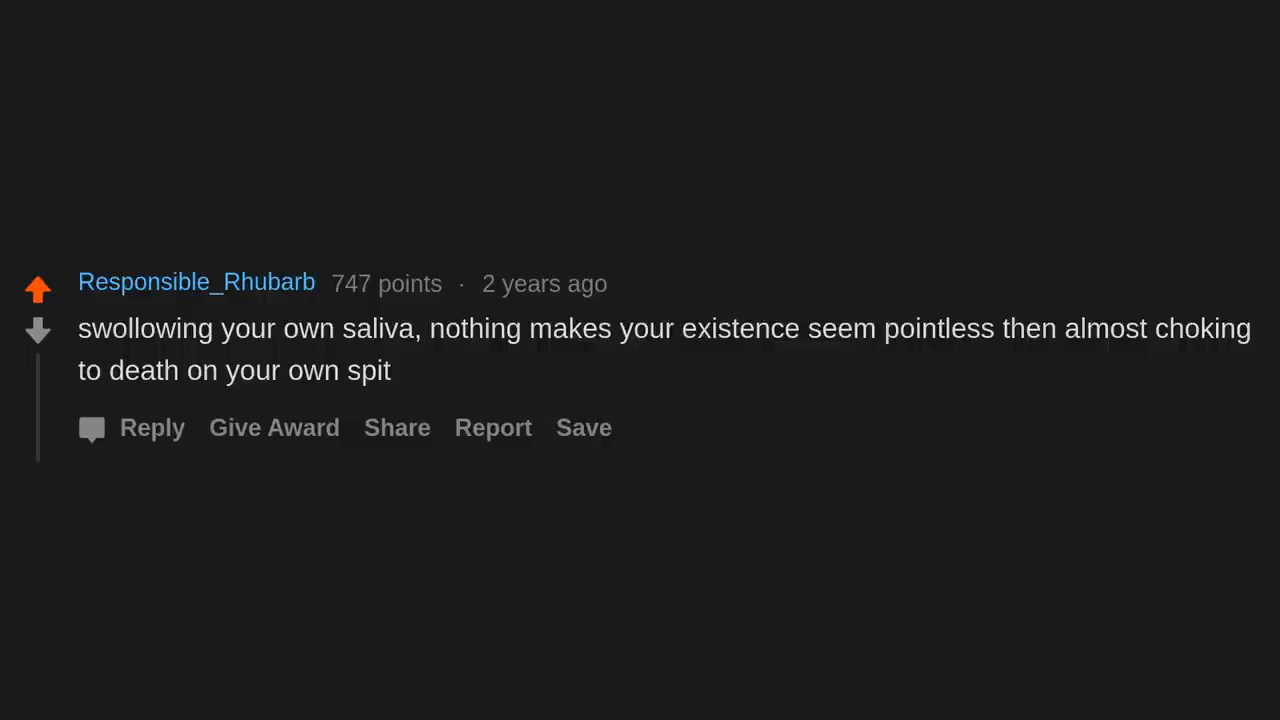 Responsible_Rhubarb 747 points · 2 years ago
swollowing your own saliva, nothing makes your existence seem pointless then almost choking
to death on your own spit
Reply Give Award Share Report Save